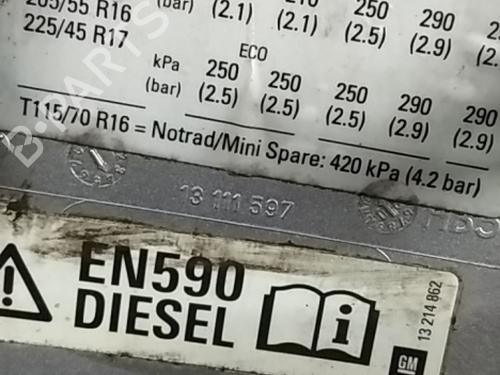 205/55 R16 (bar) (2.1) (2.1) (2.5) (2.9)
225/45 R17
ECO
kPa 250 250 250 290 290
(bar) (2.5) (2.5) (2.5) (2.9) (2.9)
T115/70 R16 = Notrad/Mini Spare: 420 kPa (4.2 bar)
13 111 597
EN590
DIESEL
13 214 862
GM
B-PARTS